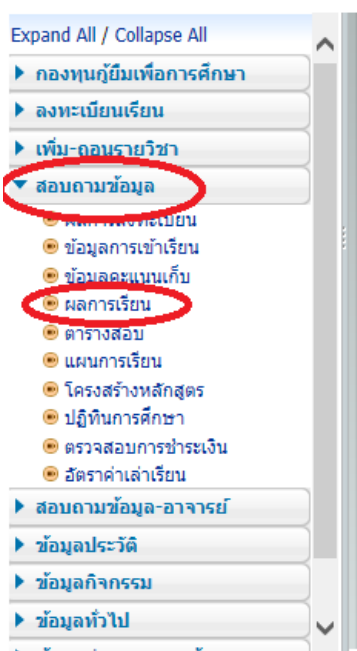 Expand All / Collapse All
กองทุนกู้ยืมเพื่อการศึกษา
ลงทะเบียนเรียน
เพิ่ม-ถอนรายวิชา
สอบถามข้อมูล
ผลการลงทะเบียน
ข้อมูลการเข้าเรียน
ข้อมูลคะแนนเก็บ
ผลการเรียน
ตารางสอบ
แผนการเรียน
โครงสร้างหลักสูตร
ปฏิทินการศึกษา
ตรวจสอบการชำระเงิน
อัตราค่าเล่าเรียน
สอบถามข้อมูล-อาจารย์
ข้อมูลประวัติ
ข้อมูลกิจกรรม
ข้อมูลทั่วไป